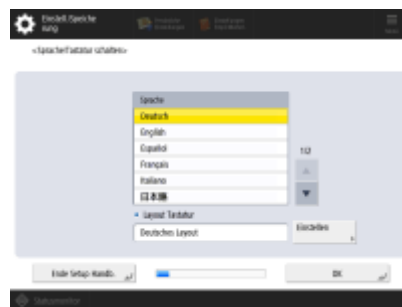 Einstell./Speiche
rung
<Sprache/Tastatur schalten>
Sprache
Deutsch
English
Español
Français
Italiano
日本語
1/2
Layout Tastatur
Deutsches Layout
Einstellen
Ende Setup-Handb.
OK
Statusmonitor